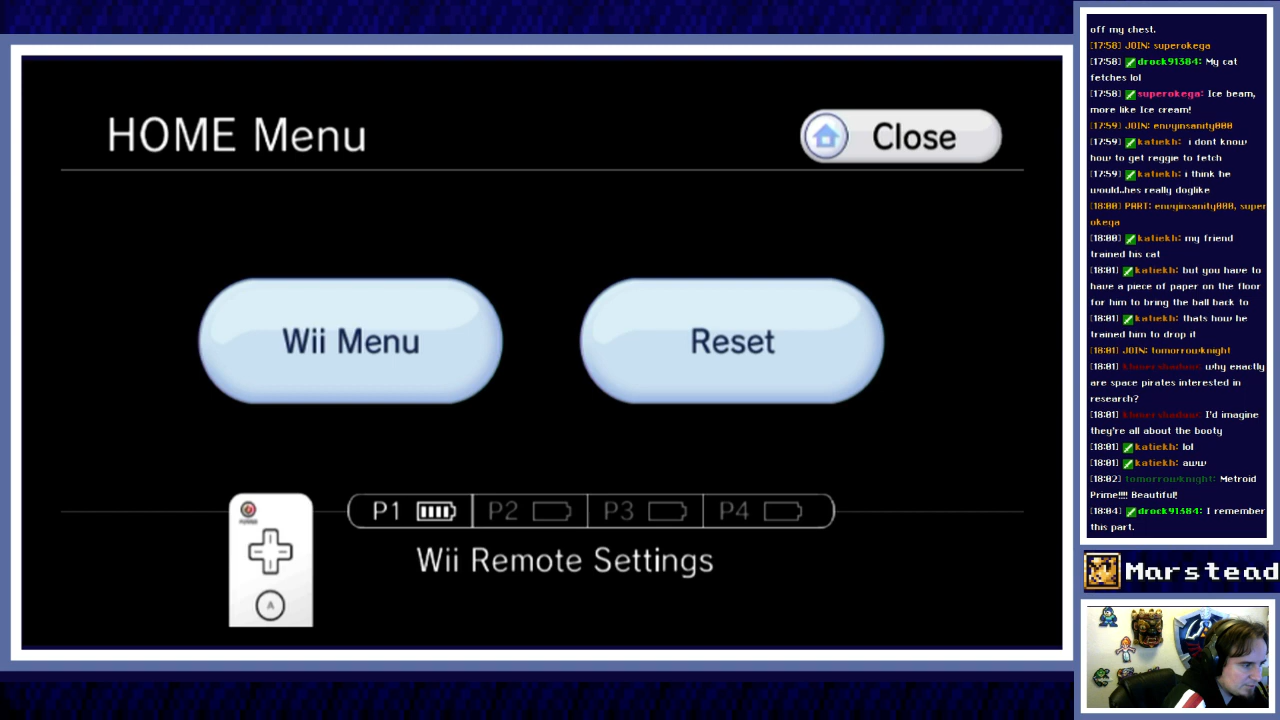 HOME Menu
Close
Wii Menu
Reset
P1 P2 P3 P4
Wii Remote Settings
POWER
A
off my chest.
[17:58] JOIN: superokega
[17:58] drock91384: My cat
fetches lol
[17:58] superokega: Ice beam,
more like Ice cream!
[17:59] JOIN: envyinsanity000
[17:59] katiekh: i dont know
how to get reggie to fetch
[17:59] katiekh: i think he
would..hes really doglike
[18:00] PART: envyinsanity000, super
okega
[18:00] katiekh: my friend
trained his cat
[18:01] katiekh: but you have to
have a piece of paper on the floor
for him to bring the ball back to
[18:01] katiekh: thats how he
trained him to drop it
[18:01] JOIN: tomorrowknight
[18:01] why exactly
are space pirates interested in
research?
[18:01] I'd imagine
they're all about the booty
[18:01] katiekh: lol
[18:01] katiekh: aww
[18:02] tomorrowknight: Metroid
Prime!!!! Beautiful!
[18:04] drock91384: I remember
this part.
Marstead